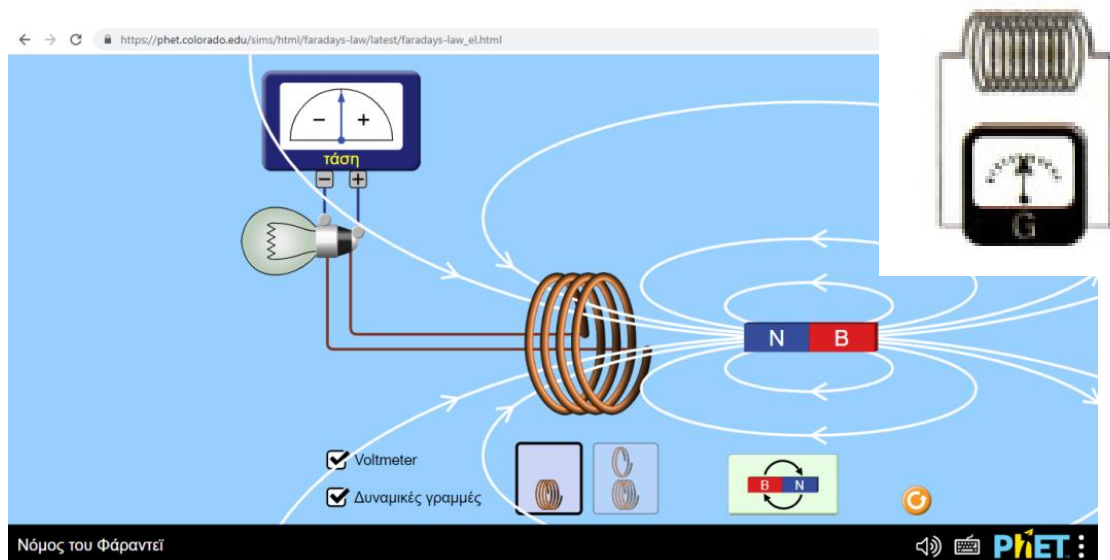 https://phet.colorado.edu/sims/html/faradays-law/latest/faradays-law_el.html
− +
τάση
− +
G
N B
Voltmeter
Δυναμικές γραμμές
B N
Νόμος του Φάραντεϊ
PhET